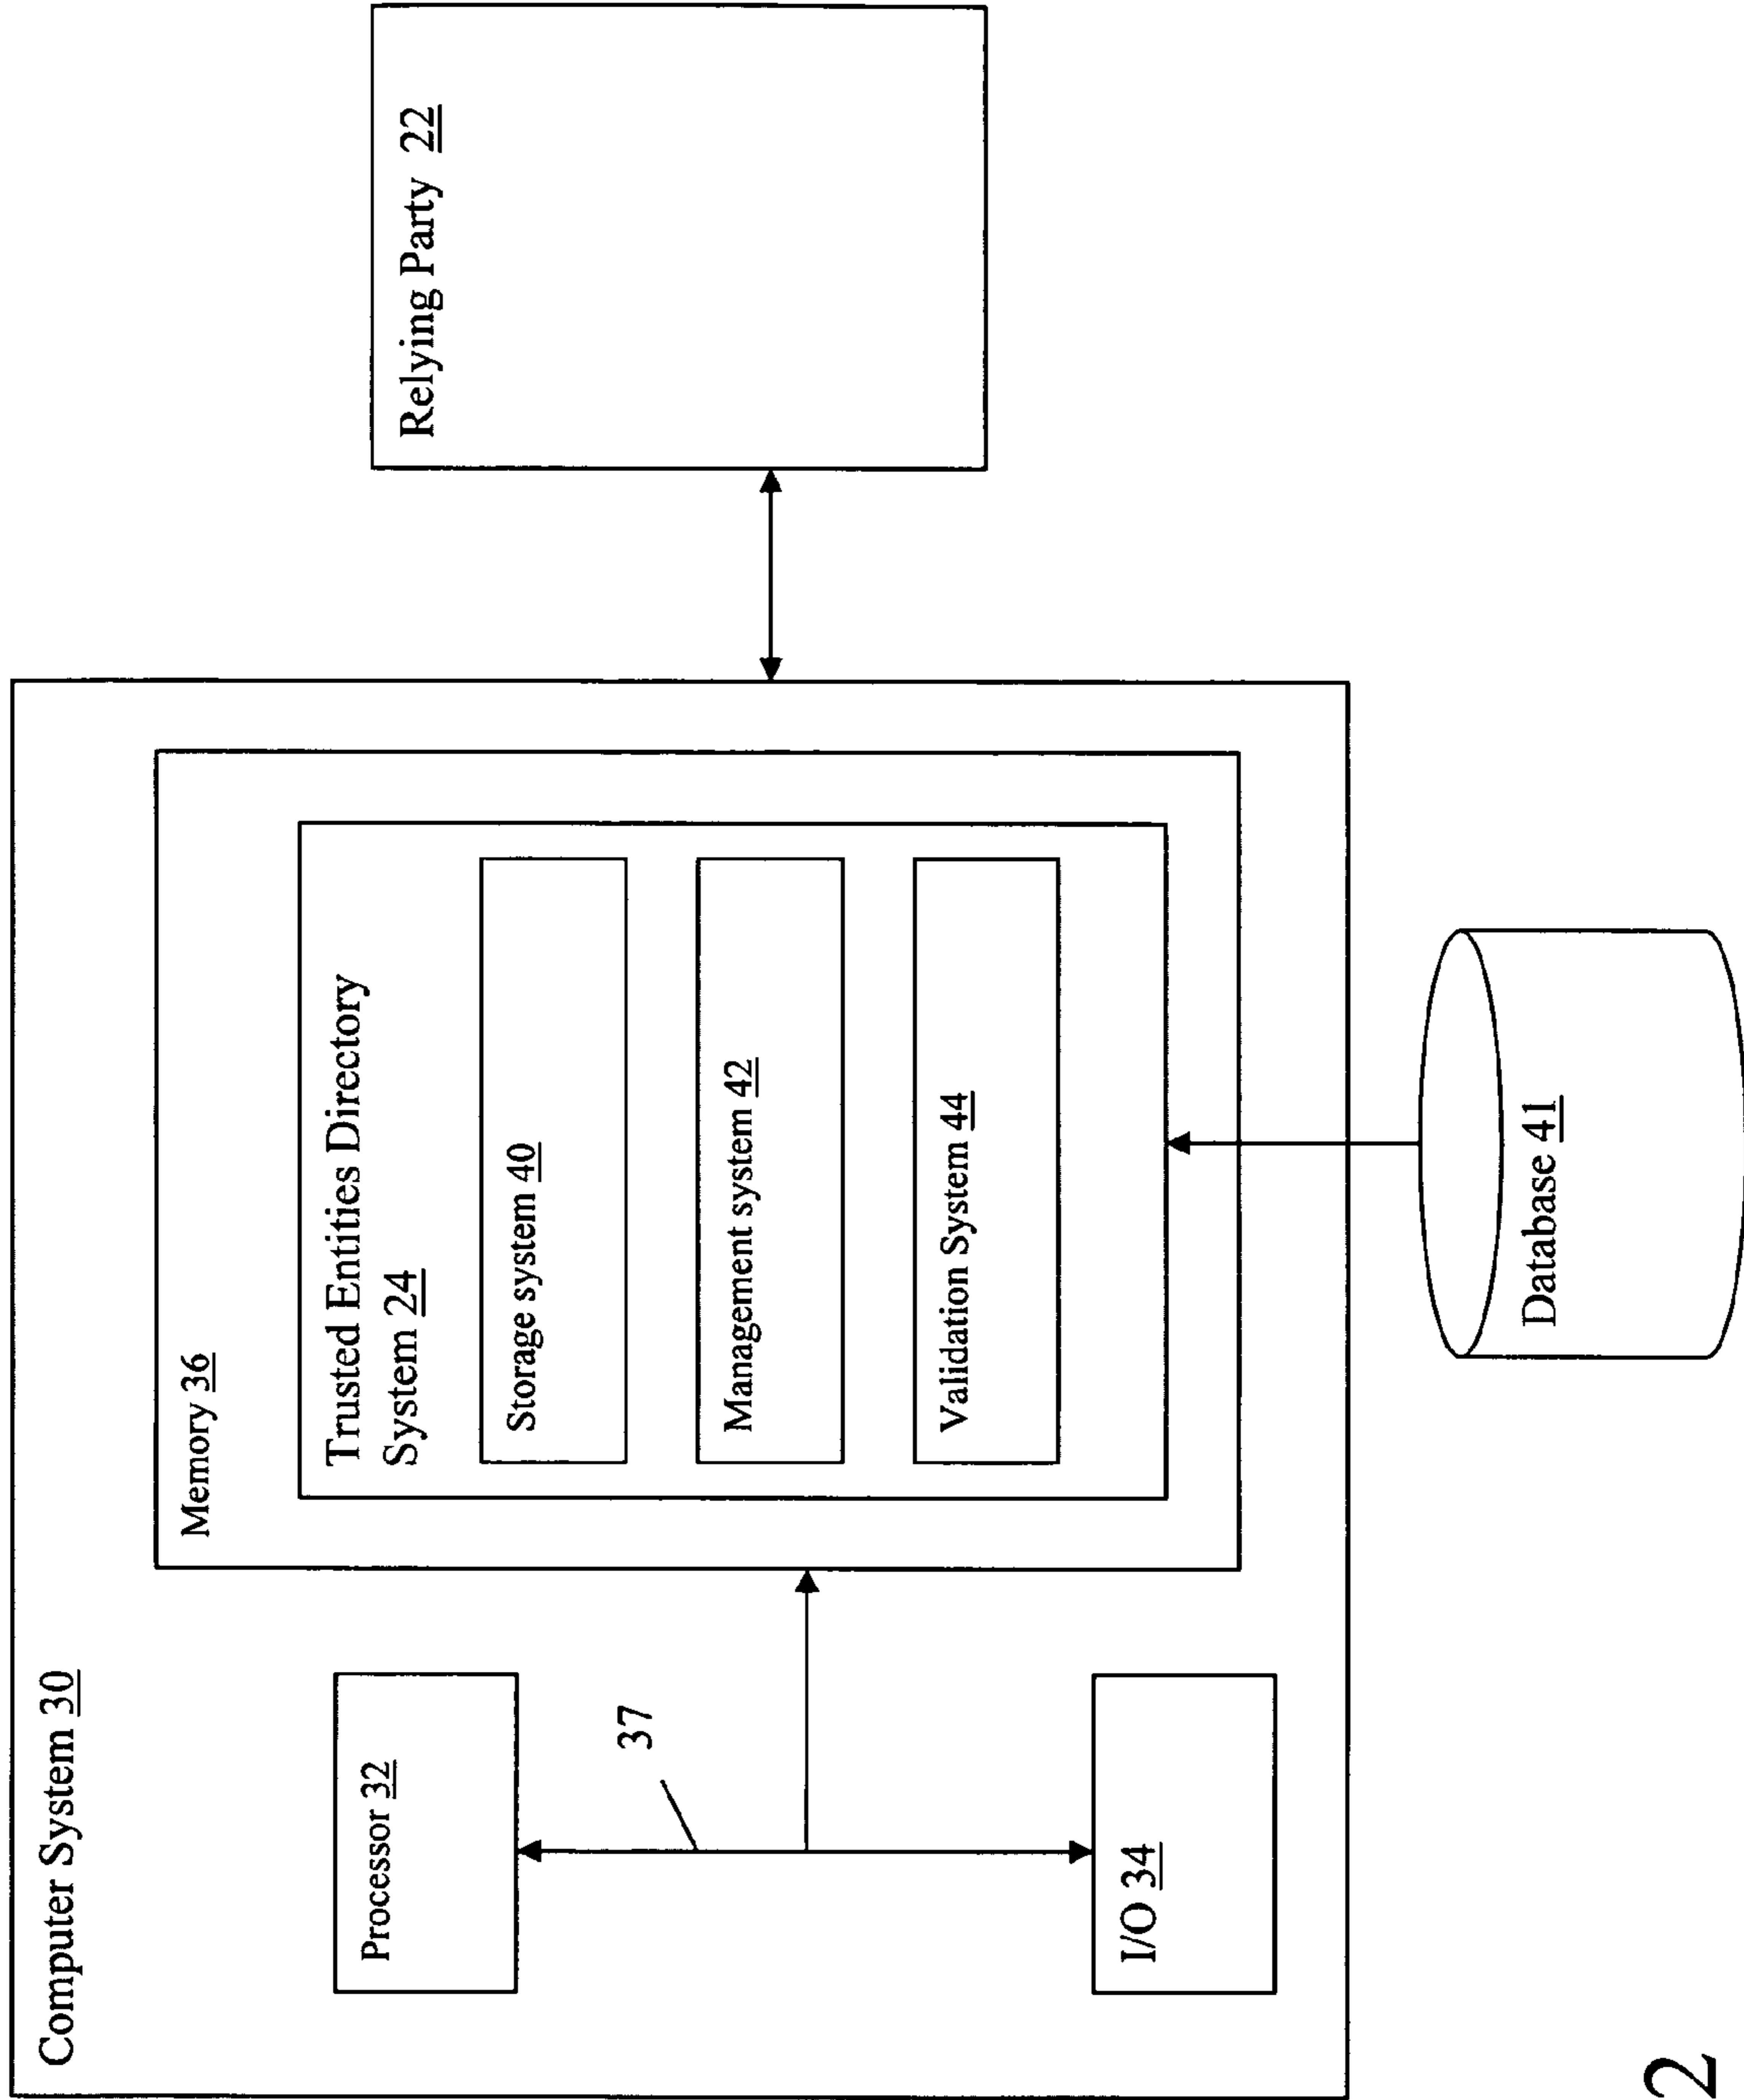 Computer System 30
Processor 32
37
I/O 34
Memory 36
Trusted Entities Directory
System 24
Storage system 40
Management system 42
Validation System 44
Relying Party 22
Database 41
2